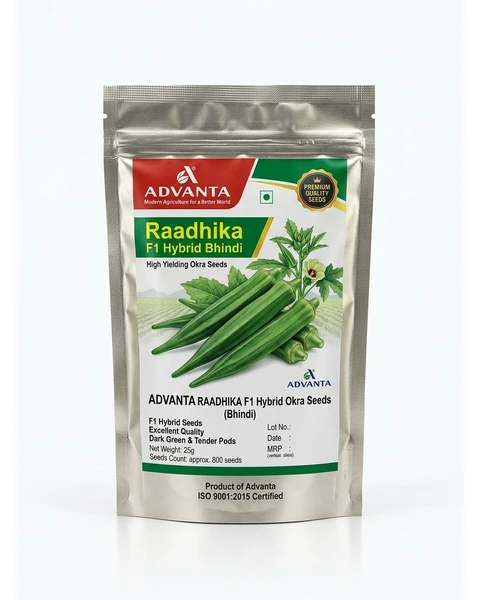 ADVANTA
Modern Agriculture for a Better World
PREMIUM
QUALITY
SEEDS
Raadhika
F1 Hybrid Bhindi
High Yielding Okra Seeds
ADVANTA
ADVANTA RAADHIKA F1 Hybrid Okra Seeds
(Bhindi)
F1 Hybrid Seeds
Excellent Quality
Dark Green & Tender Pods
Net Weight: 25g
Seeds Count: approx. 800 seeds
Lot No.:
Date :
MRP :
Product of Advanta
ISO 9001:2015 Certified